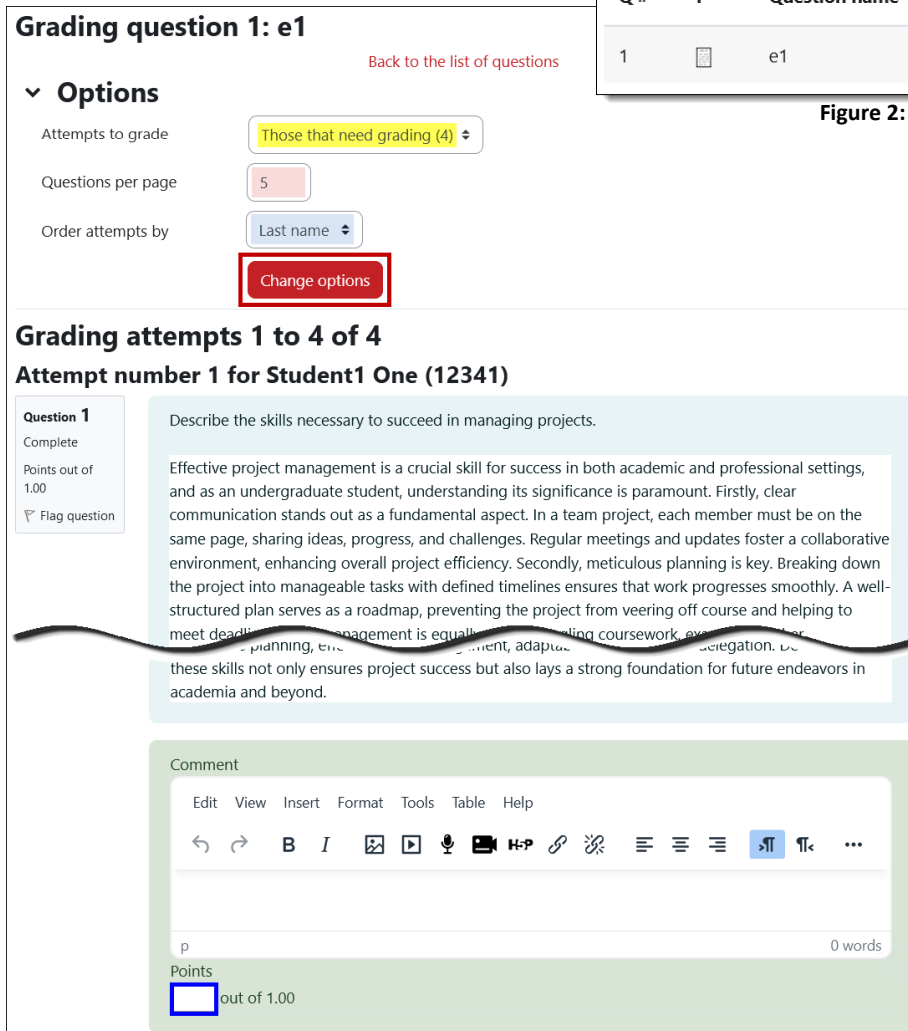 Question name
Grading question 1: e1
Back to the list of questions
1 e1
Options
Figure 2:
Attempts to grade Those that need grading (4)
Questions per page 5
Order attempts by Last name
Change options
Grading attempts 1 to 4 of 4
Attempt number 1 for Student1 One (12341)
Question 1
Complete
Points out of
1.00
Flag question
Describe the skills necessary to succeed in managing projects.
Effective project management is a crucial skill for success in both academic and professional settings,
and as an undergraduate student, understanding its significance is paramount. Firstly, clear
communication stands out as a fundamental aspect. In a team project, each member must be on the
same page, sharing ideas, progress, and challenges. Regular meetings and updates foster a collaborative
environment, enhancing overall project efficiency. Secondly, meticulous planning is key. Breaking down
the project into manageable tasks with defined timelines ensures that work progresses smoothly. A well-
structured plan serves as a roadmap, preventing the project from veering off course and helping to
meet is equally coursework,
planning,
these skills not only ensures project success but also lays a strong foundation for future endeavors in
academia and beyond.
Comment
Edit View Insert Format Tools Table Help
B I H-P ¶ ¶ ...
p 0 words
Points
out of 1.00